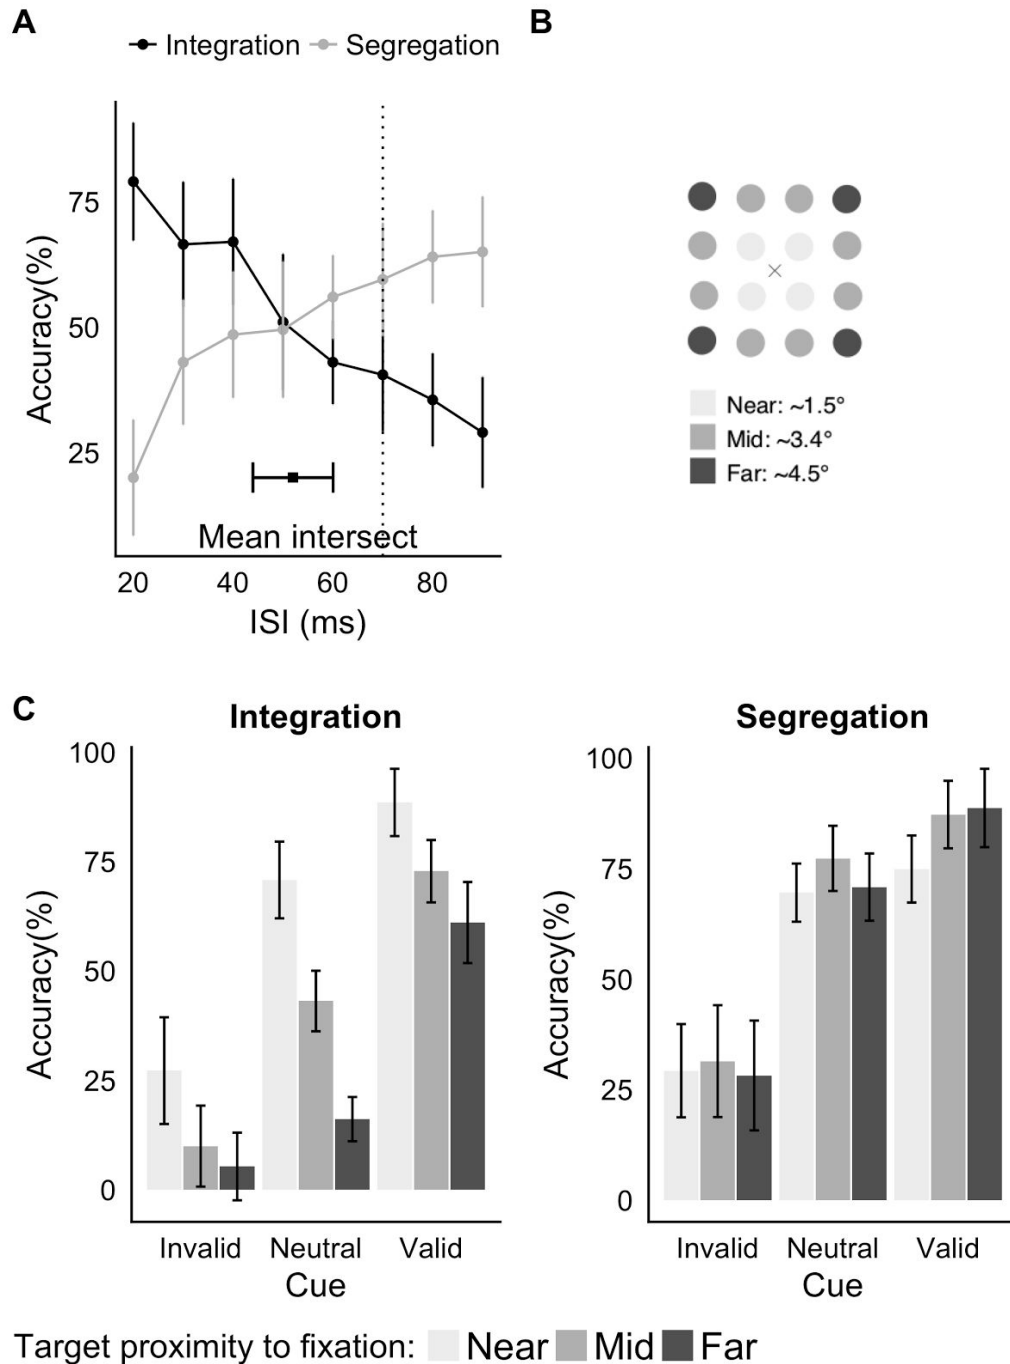 A
Integration Segregation
Accuracy(%)
75
50
25
Mean intersect
20 40 60 80
ISI (ms)
B
Near: ~1.5°
Mid: ~3.4°
Far: ~4.5°
C
Integration
Accuracy(%)
100
75
50
25
0
Invalid Neutral Valid
Cue
Segregation
Accuracy(%)
100
75
50
25
0
Invalid Neutral Valid
Cue
Target proximity to fixation: Near Mid Far